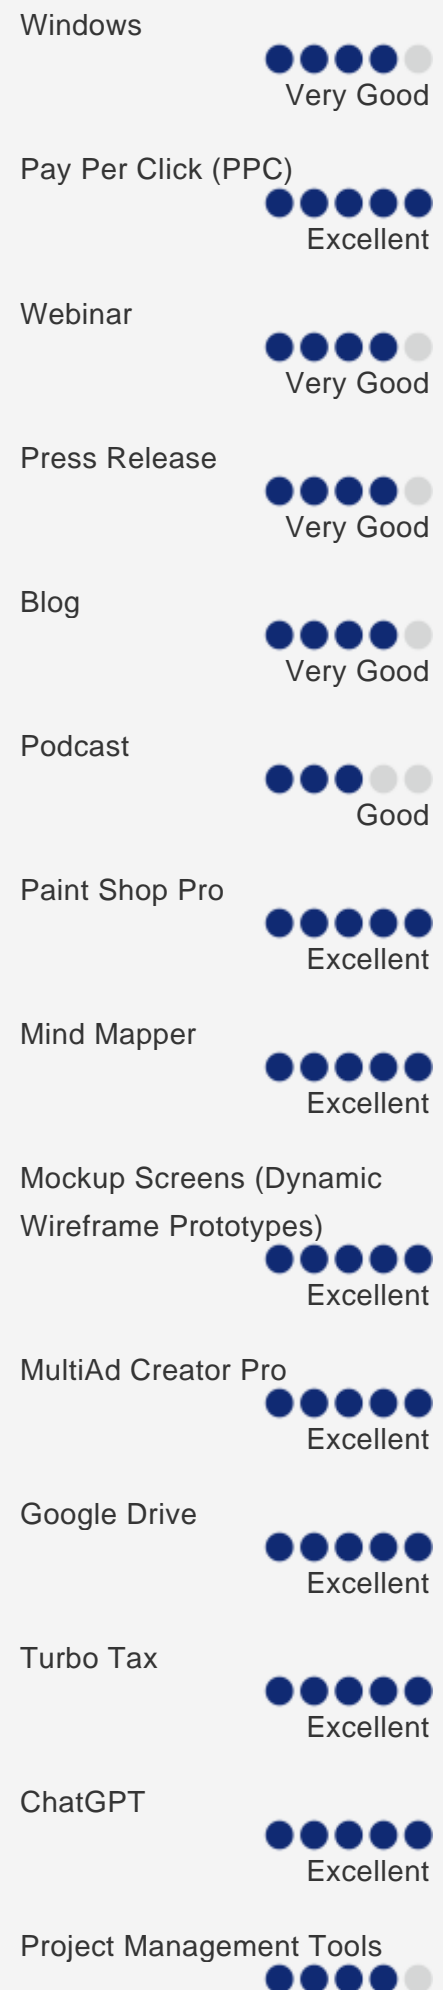 Windows
Very Good
Pay Per Click (PPC)
Excellent
Webinar
Very Good
Press Release
Very Good
Blog
Very Good
Podcast
Good
Paint Shop Pro
Excellent
Mind Mapper
Excellent
Mockup Screens (Dynamic
Wireframe Prototypes)
Excellent
MultiAd Creator Pro
Excellent
Google Drive
Excellent
Turbo Tax
Excellent
ChatGPT
Excellent
Project Management Tools